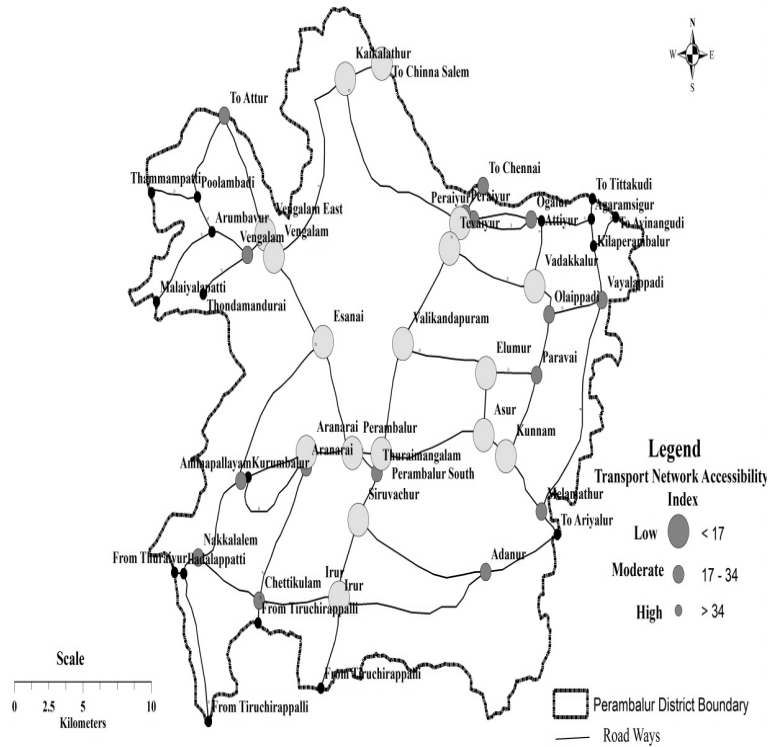 N
W E
S
Kaikalathur
To Chinna Salem
To Attur
To Chennai
Thammampatti
Poolambadi
Peraiyur
Peraiyur
To Tittakudi
Ogalur
Agaramsigur
Arumbavur
Vengalam East
Tevaiyur
Attiyur
To Avinangudi
Vengalam
Vengalam
Kilaperambalur
Vadakkalur
Malaiyalapatti
Thondamandurai
Vayalappadi
Olaippadi
Esanai
Valikandapuram
Elumur
Paravai
Asur
Kunnam
Aranarai
Perambalur
Aranarai
Thuraimangalam
Ammapallayam
Kurumbalur
Perambalur South
Siruvachur
Melamathur
To Ariyalur
Nakkalalem
From Thuraiyur
Padalappatti
Adanur
Chettikulam
Irur
Irur
From Tiruchirappalli
From Tiruchirappalli
From Tiruchirappalli
Legend
Transport Network Accessibility
Index
Low < 17
Moderate 17 - 34
High > 34
Scale
0 2.5 5 10
Kilometers
Perambalur District Boundary
Road Ways